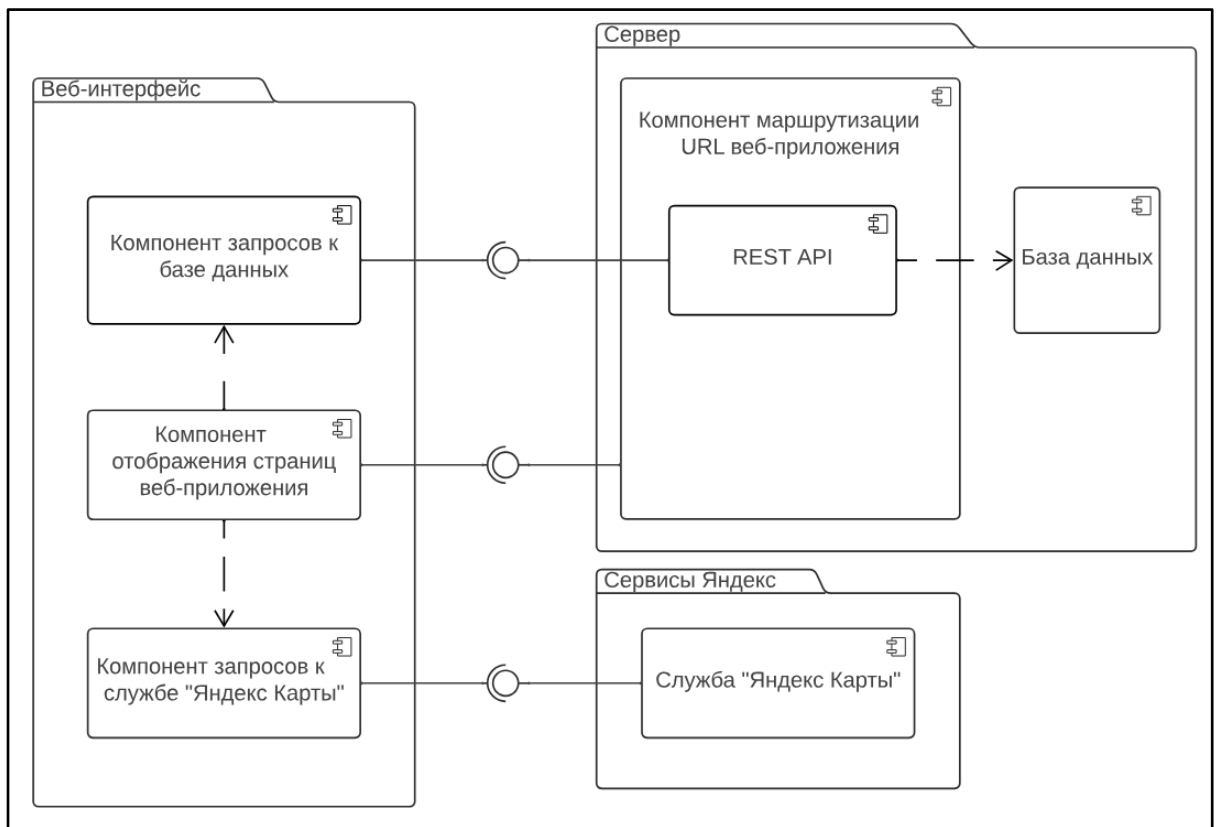 Веб-интерфейс
Компонент запросов к
базе данных
Компонент
отображения страниц
веб-приложения
Компонент запросов к
службе "Яндекс Карты"
Сервер
Компонент маршрутизации
URL веб-приложения
REST API
База данных
Сервисы Яндекс
Служба "Яндекс Карты"